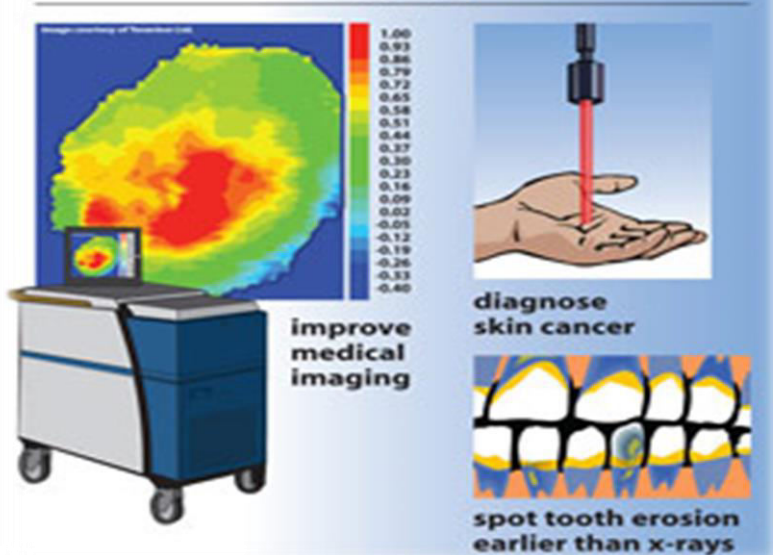 Image courtesy of TeraView Ltd.
1.00
0.93
0.86
0.79
0.72
0.65
0.58
0.51
0.44
0.37
0.30
0.23
0.16
0.09
0.02
-0.05
-0.12
-0.19
-0.26
-0.33
-0.40
improve
medical
imaging
diagnose
skin cancer
spot tooth erosion
earlier than x-rays